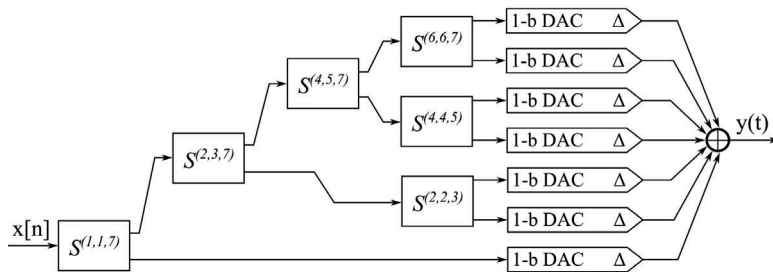 S(6,6,7)
1-b DAC Δ
1-b DAC Δ
S(4,5,7)
S(4,4,5)
1-b DAC Δ
1-b DAC Δ
y(t)
S(2,3,7)
S(2,2,3)
1-b DAC Δ
1-b DAC Δ
x[n]
S(1,1,7)
1-b DAC Δ